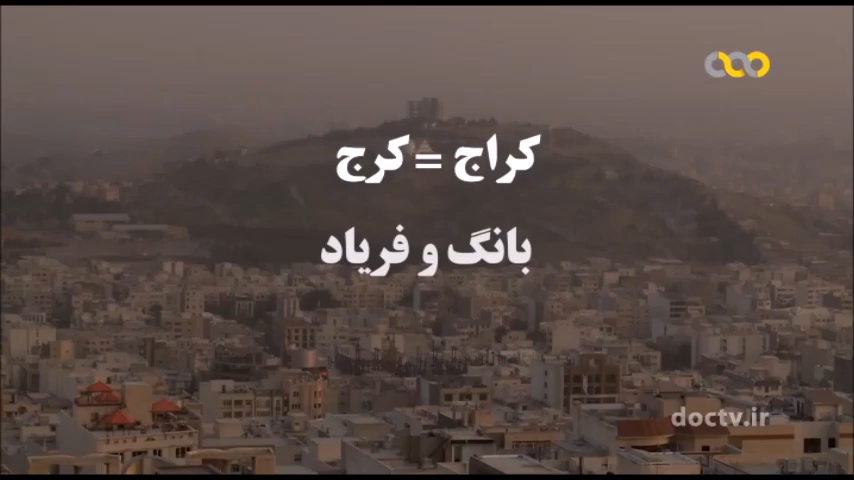 کراج = کرج
بانگ و فریاد
doctv.ir